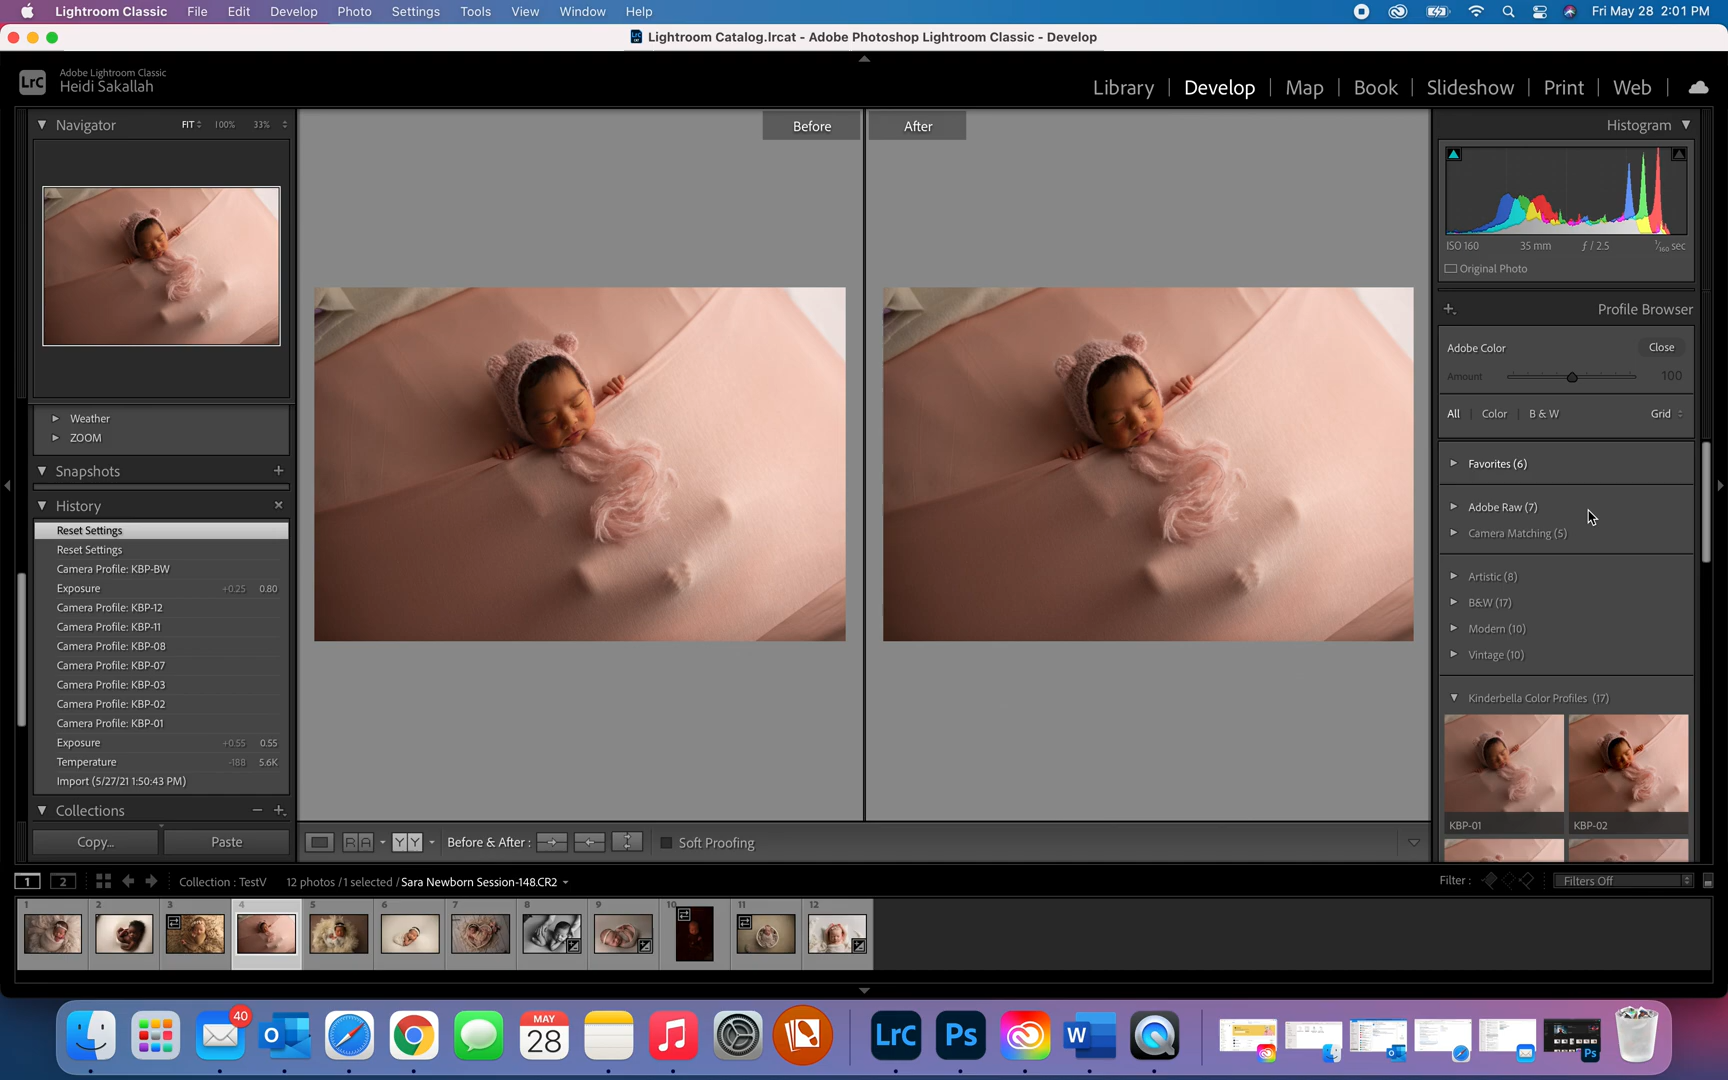 Lightroom Classic File Edit Develop Photo Settings Tools View Window Help Fri May 28 2:01 PM
Lightroom Catalog.lrcat - Adobe Photoshop Lightroom Classic - Develop
LrC
Adobe Lightroom Classic
Heidi Sakallah
Library | Develop | Map | Book | Slideshow | Print | Web
Navigator FIT 100% 33%
Weather
ZOOM
Snapshots
History
Reset Settings
Reset Settings
Camera Profile: KBP-BW
Exposure +0.25 0.80
Camera Profile: KBP-12
Camera Profile: KBP-11
Camera Profile: KBP-08
Camera Profile: KBP-07
Camera Profile: KBP-03
Camera Profile: KBP-02
Camera Profile: KBP-01
Exposure +0.55 0.55
Temperature -188 5.6K
Import (5/27/21 1:50:43 PM)
Collections
Copy... Paste
Before After
Before & After : Soft Proofing
Histogram
ISO 160 35 mm ƒ / 2.5 1/160 sec
Original Photo
Profile Browser
Adobe Color Close
Amount 100
All | Color | B & W Grid
Favorites (6)
Adobe Raw (7)
Camera Matching (5)
Artistic (8)
B&W (17)
Modern (10)
Vintage (10)
Kinderbella Color Profiles (17)
KBP-01 KBP-02
1 2 Collection : TestV 12 photos / 1 selected / Sara Newborn Session-148.CR2 Filter : Filters Off
1 2 3 4 5 6 7 8 9 10 11 12
40
MAY
28
LrC Ps W Ps